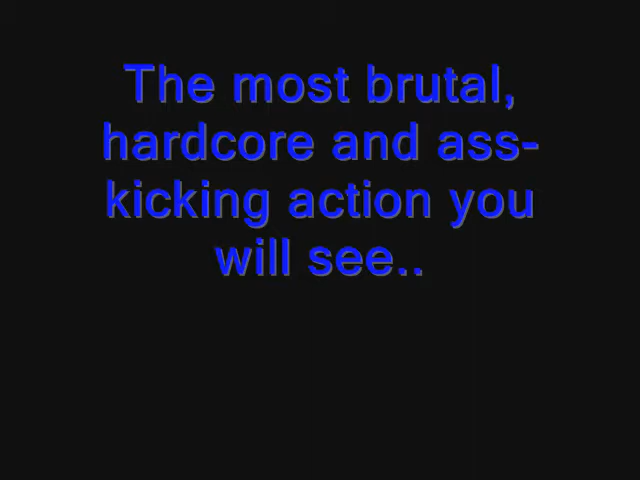 The most brutal,
hardcore and ass-
kicking action you
will see..